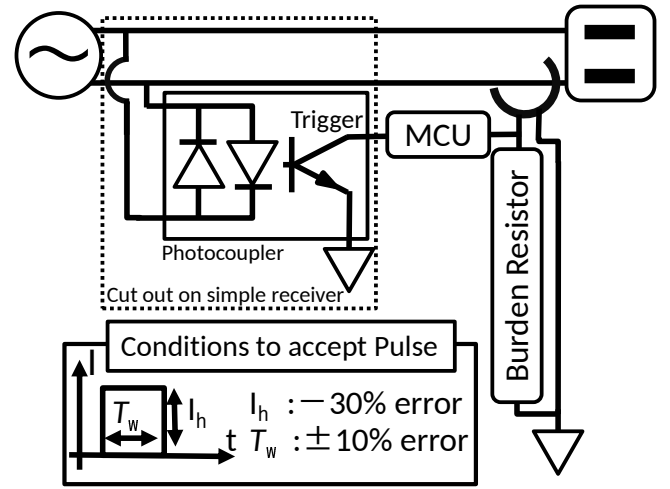 Trigger
MCU
Photocoupler
Cut out on simple receiver
Burden Resistor
Conditions to accept Pulse
I
T_w
I_h
t
I_h :−30% error
T_w :±10% error